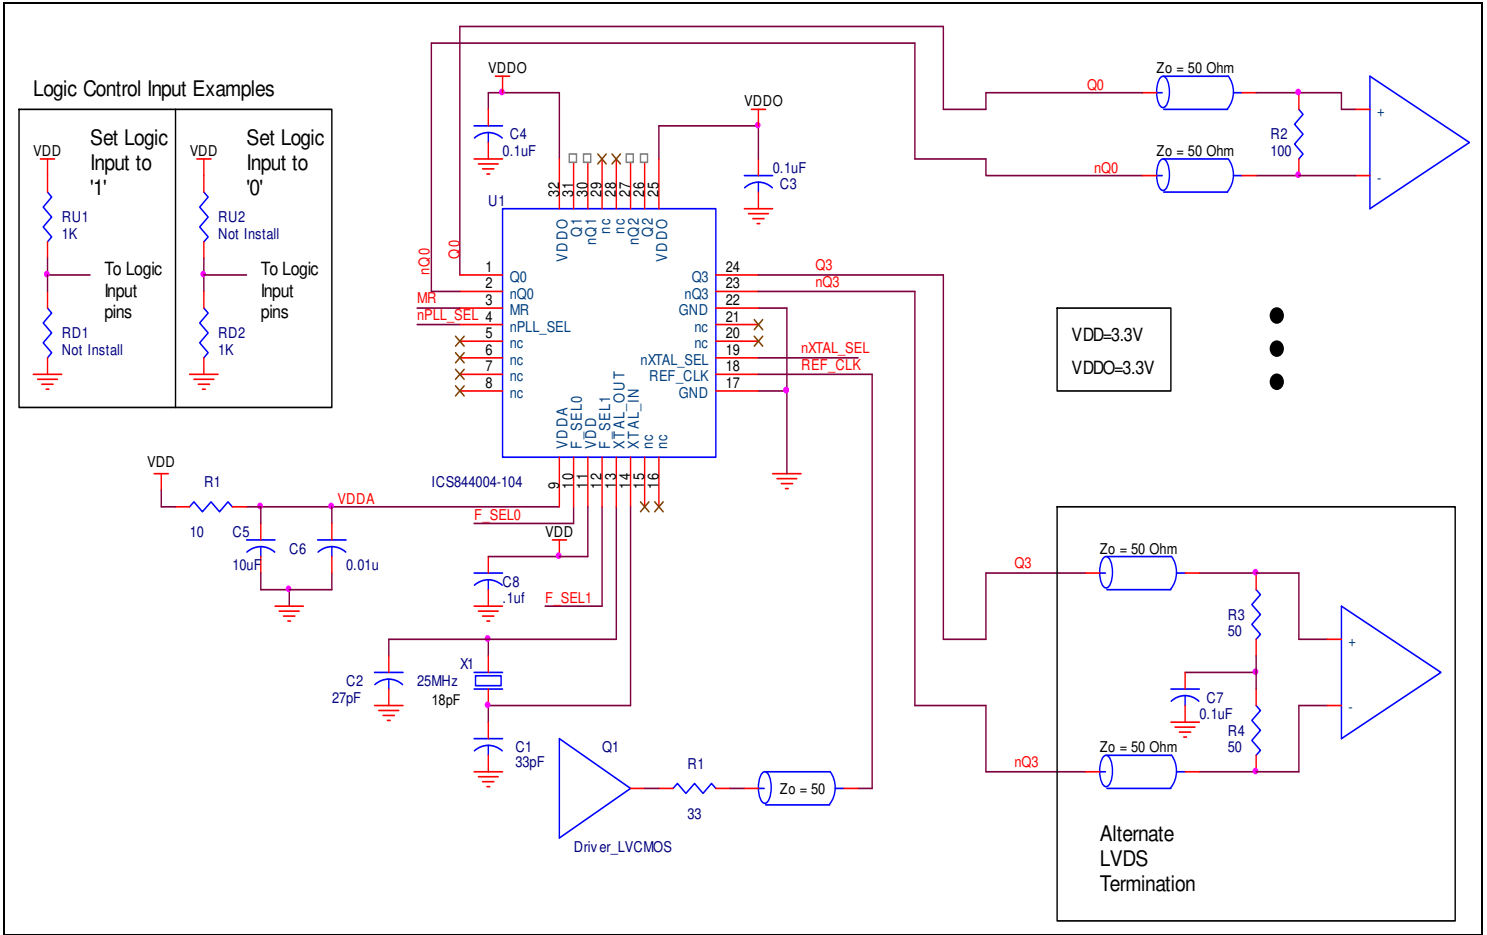 Logic Control Input Examples
Set Logic
Input to
'1'
VDD
RU1
1K
To Logic
Input
pins
RD1
Not Install
Set Logic
Input to
'0'
VDD
RU2
Not Install
To Logic
Input
pins
RD2
1K
VDDO
C4
0.1uF
VDDO
0.1uF
C3
U1
32
31
30
29
28
27
26
25
VDDO
Q1
nQ1
nc
nc
nQ2
Q2
VDDO
nQ0
Q0
MR
nPLL_SEL
1
2
3
4
5
6
7
8
Q0
nQ0
MR
nPLL_SEL
nc
nc
nc
nc
24
23
22
21
20
19
18
17
Q3
nQ3
GND
nc
nc
nXTAL_SEL
REF_CLK
GND
Q3
nQ3
nXTAL_SEL
REF_CLK
VDDA
F_SEL0
VDD
F_SEL1
XTAL_OUT
XTAL_IN
nc
nc
9
10
11
12
13
14
15
16
ICS844004-104
VDD
R1
10
VDDA
C5
10uF
C6
0.01u
F_SEL0
VDD
C8
.1uf
F_SEL1
C2
27pF
X1
25MHz
18pF
C1
33pF
Q1
Driver_LVCMOS
R1
33
Zo = 50
Q0
Zo = 50 Ohm
nQ0
Zo = 50 Ohm
R2
100
+
-
VDD=3.3V
VDDO=3.3V
Q3
Zo = 50 Ohm
R3
50
C7
0.1uF
R4
50
nQ3
Zo = 50 Ohm
+
-
Alternate
LVDS
Termination